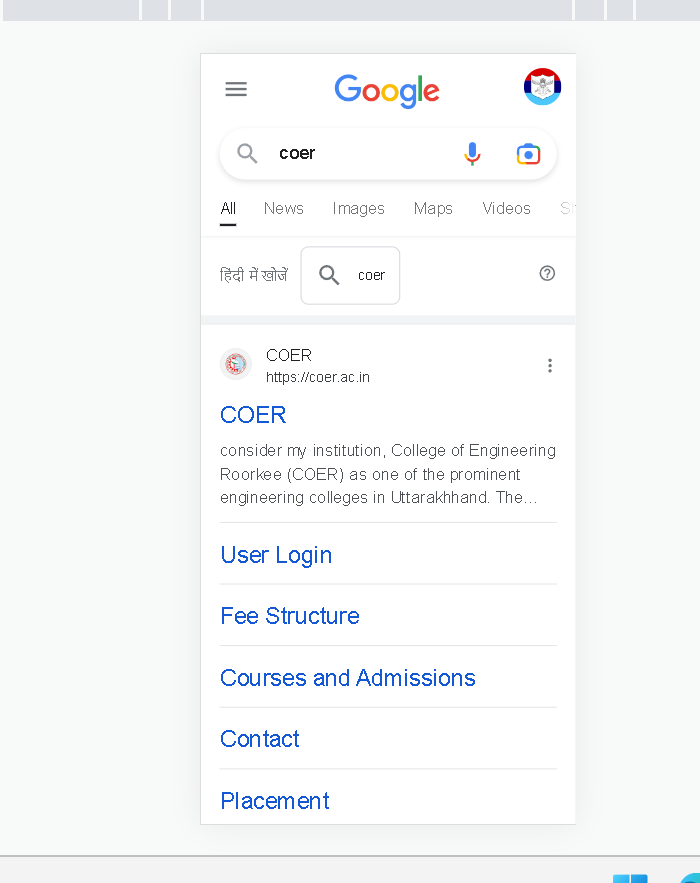 Google
coer
All News Images Maps Videos
हिंदी में खोजें coer
COER
https://coer.ac.in
COER
consider my institution, College of Engineering
Roorkee (COER) as one of the prominent
engineering colleges in Uttarakhhand. The...
User Login
Fee Structure
Courses and Admissions
Contact
Placement